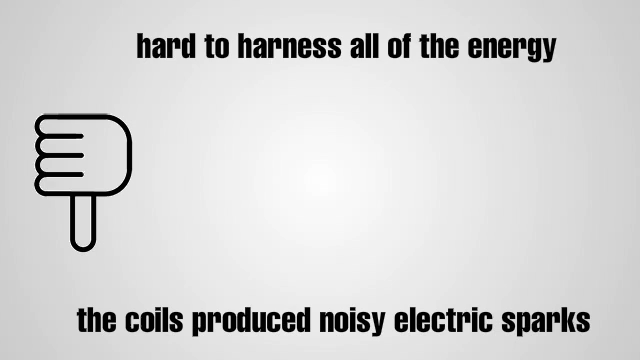 hard to harness all of the energy
the coils produced noisy electric sparks